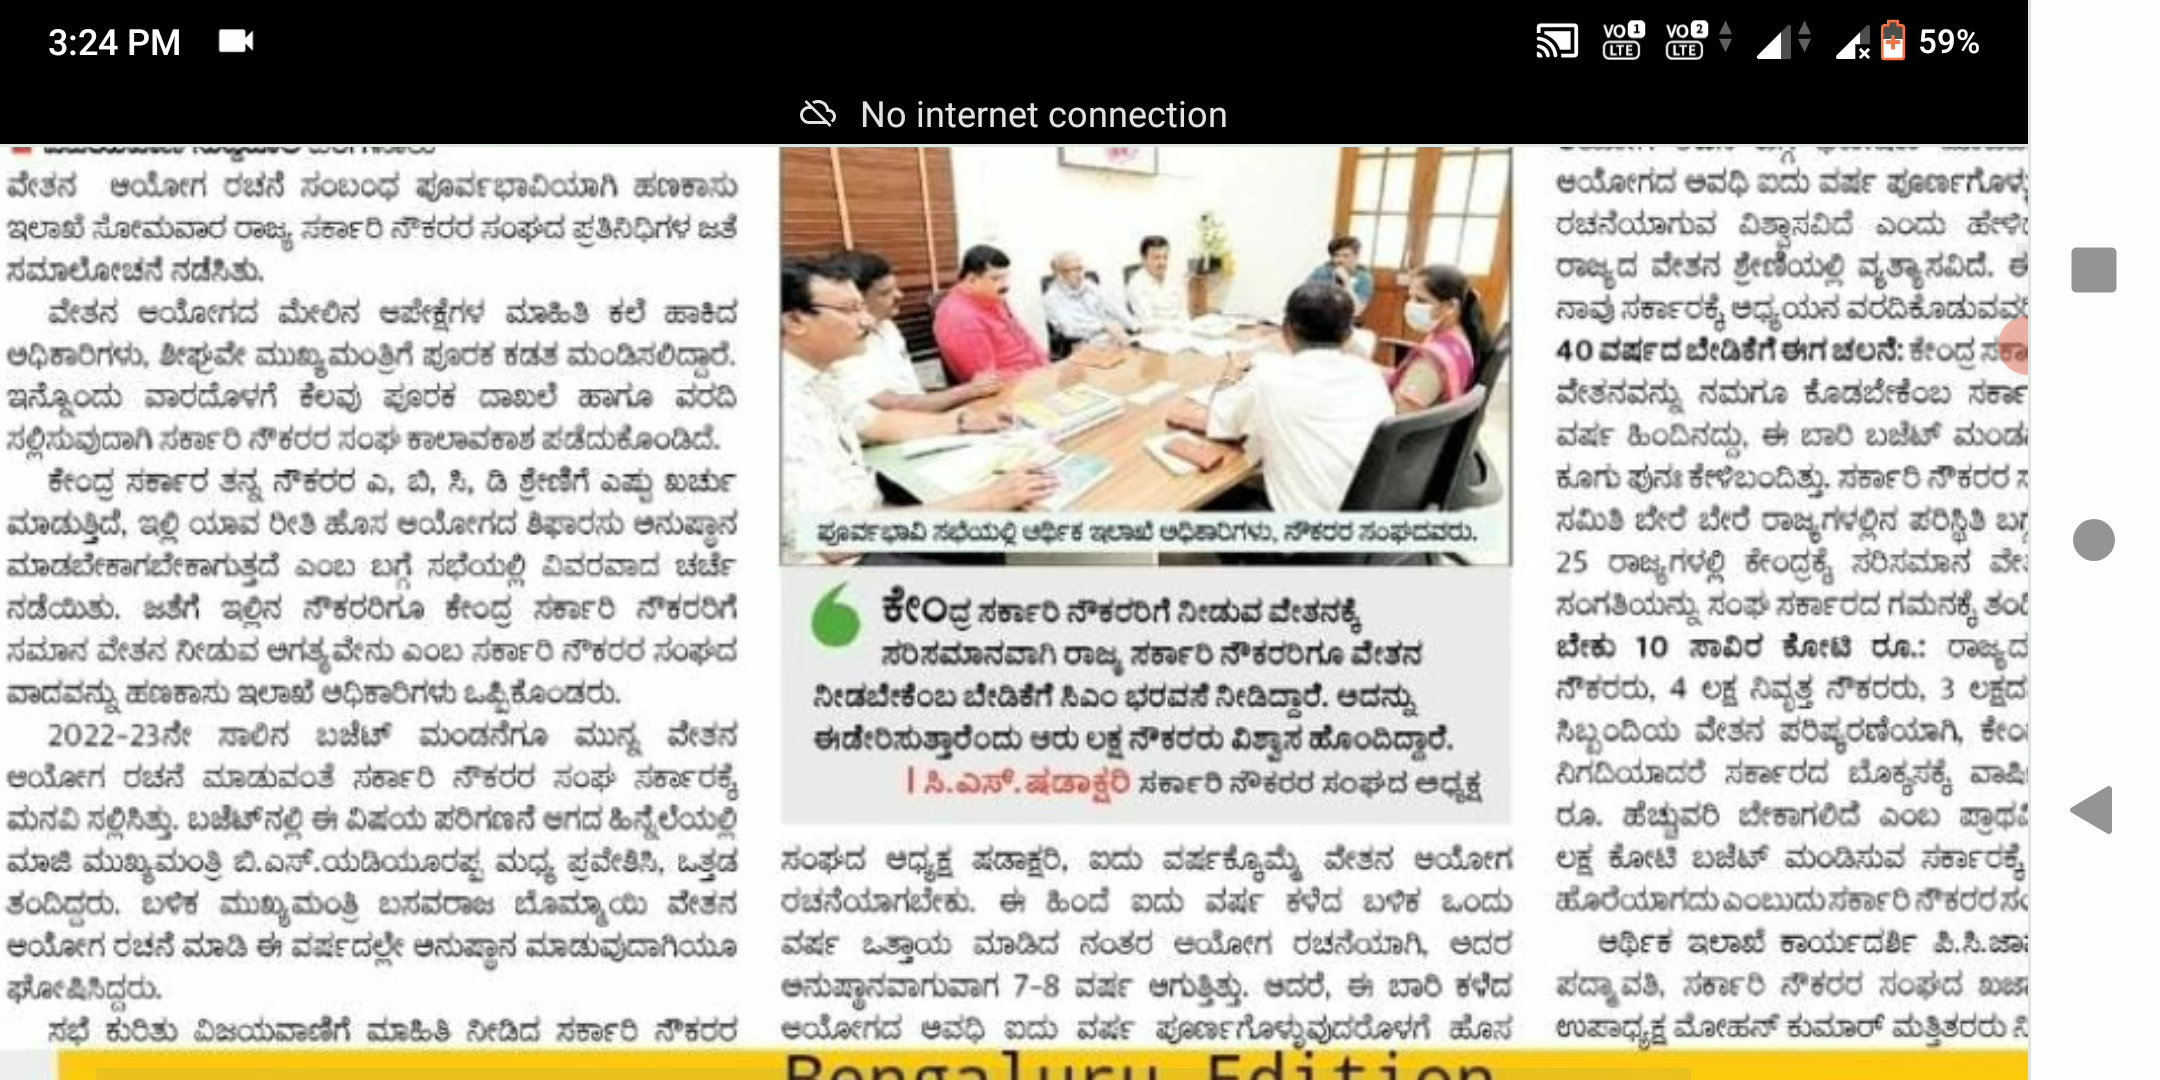 3:24 PM
VO 1 LTE VO 2 LTE 59%
No internet connection
ವೇತನ ಆಯೋಗ ರಚನೆ ಸಂಬಂಧ ಪೂರ್ವಭಾವಿಯಾಗಿ ಹಣಕಾಸು
ಇಲಾಖೆ ಸೋಮವಾರ ರಾಜ್ಯ ಸರ್ಕಾರಿ ನೌಕರರ ಸಂಘದ ಪ್ರತಿನಿಧಿಗಳ ಜತೆ
ಸಮಾಲೋಚನೆ ನಡೆಸಿತು.
ವೇತನ ಆಯೋಗದ ಮೇಲಿನ ಅಪೇಕ್ಷೆಗಳ ಮಾಹಿತಿ ಕಲೆ ಹಾಕಿದ
ಅಧಿಕಾರಿಗಳು, ಶೀಘ್ರವೇ ಮುಖ್ಯಮಂತ್ರಿಗೆ ಪೂರಕ ಕಡತ ಮಂಡಿಸಲಿದ್ದಾರೆ.
ಇನ್ನೊಂದು ವಾರದೊಳಗೆ ಕೆಲವು ಪೂರಕ ದಾಖಲೆ ಹಾಗೂ ವರದಿ
ಸಲ್ಲಿಸುವುದಾಗಿ ಸರ್ಕಾರಿ ನೌಕರರ ಸಂಘ ಕಾಲಾವಕಾಶ ಪಡೆದುಕೊಂಡಿದೆ.
ಕೇಂದ್ರ ಸರ್ಕಾರ ತನ್ನ ನೌಕರರ ಎ, ಬಿ, ಸಿ, ಡಿ ಶ್ರೇಣಿಗೆ ಎಷ್ಟು ಖರ್ಚು
ಮಾಡುತ್ತಿದೆ, ಇಲ್ಲಿ ಯಾವ ರೀತಿ ಹೊಸ ಆಯೋಗದ ಶಿಫಾರಸು ಅನುಷ್ಠಾನ
ಮಾಡಬೇಕಾಗಬೇಕಾಗುತ್ತದೆ ಎಂಬ ಬಗ್ಗೆ ಸಭೆಯಲ್ಲಿ ವಿವರವಾದ ಚರ್ಚೆ
ನಡೆಯಿತು. ಜತೆಗೆ ಇಲ್ಲಿನ ನೌಕರರಿಗೂ ಕೇಂದ್ರ ಸರ್ಕಾರಿ ನೌಕರರಿಗೆ
ಸಮಾನ ವೇತನ ನೀಡುವ ಅಗತ್ಯವೇನು ಎಂಬ ಸರ್ಕಾರಿ ನೌಕರರ ಸಂಘದ
ವಾದವನ್ನು ಹಣಕಾಸು ಇಲಾಖೆ ಅಧಿಕಾರಿಗಳು ಒಪ್ಪಿಕೊಂಡರು.
2022-23ನೇ ಸಾಲಿನ ಬಜೆಟ್ ಮಂಡನೆಗೂ ಮುನ್ನ ವೇತನ
ಆಯೋಗ ರಚನೆ ಮಾಡುವಂತೆ ಸರ್ಕಾರಿ ನೌಕರರ ಸಂಘ ಸರ್ಕಾರಕ್ಕೆ
ಮನವಿ ಸಲ್ಲಿಸಿತ್ತು. ಬಜೆಟ್‌ನಲ್ಲಿ ಈ ವಿಷಯ ಪರಿಗಣನೆ ಆಗದ ಹಿನ್ನೆಲೆಯಲ್ಲಿ
ಮಾಜಿ ಮುಖ್ಯಮಂತ್ರಿ ಬಿ.ಎಸ್.ಯಡಿಯೂರಪ್ಪ ಮಧ್ಯ ಪ್ರವೇಶಿಸಿ, ಒತ್ತಡ
ತಂದಿದ್ದರು. ಬಳಿಕ ಮುಖ್ಯಮಂತ್ರಿ ಬಸವರಾಜ ಬೊಮ್ಮಾಯಿ ವೇತನ
ಆಯೋಗ ರಚನೆ ಮಾಡಿ ಈ ವರ್ಷದಲ್ಲೇ ಅನುಷ್ಠಾನ ಮಾಡುವುದಾಗಿಯೂ
ಘೋಷಿಸಿದ್ದರು.
ಸಭೆ ಕುರಿತು ವಿಜಯವಾಣಿಗೆ ಮಾಹಿತಿ ನೀಡಿದ ಸರ್ಕಾರಿ ನೌಕರರ
ಪೂರ್ವಭಾವಿ ಸಭೆಯಲ್ಲಿ ಆರ್ಥಿಕ ಇಲಾಖೆ ಅಧಿಕಾರಿಗಳು, ನೌಕರರ ಸಂಘದವರು.
ಕೇಂದ್ರ ಸರ್ಕಾರಿ ನೌಕರರಿಗೆ ನೀಡುವ ವೇತನಕ್ಕೆ
ಸರಿಸಮಾನವಾಗಿ ರಾಜ್ಯ ಸರ್ಕಾರಿ ನೌಕರರಿಗೂ ವೇತನ
ನೀಡಬೇಕೆಂಬ ಬೇಡಿಕೆಗೆ ಸಿಎಂ ಭರವಸೆ ನೀಡಿದ್ದಾರೆ. ಅದನ್ನು
ಈಡೇರಿಸುತ್ತಾರೆಂದು ಆರು ಲಕ್ಷ ನೌಕರರು ವಿಶ್ವಾಸ ಹೊಂದಿದ್ದಾರೆ.
| ಸಿ.ಎಸ್.ಷಡಾಕ್ಷರಿ ಸರ್ಕಾರಿ ನೌಕರರ ಸಂಘದ ಅಧ್ಯಕ್ಷ
ಸಂಘದ ಅಧ್ಯಕ್ಷ ಷಡಾಕ್ಷರಿ, ಐದು ವರ್ಷಕ್ಕೊಮ್ಮೆ ವೇತನ ಆಯೋಗ
ರಚನೆಯಾಗಬೇಕು. ಈ ಹಿಂದೆ ಐದು ವರ್ಷ ಕಳೆದ ಬಳಿಕ ಒಂದು
ವರ್ಷ ಒತ್ತಾಯ ಮಾಡಿದ ನಂತರ ಆಯೋಗ ರಚನೆಯಾಗಿ, ಅದರ
ಅನುಷ್ಠಾನವಾಗುವಾಗ 7-8 ವರ್ಷ ಆಗುತ್ತಿತ್ತು. ಆದರೆ, ಈ ಬಾರಿ ಕಳೆದ
ಆಯೋಗದ ಅವಧಿ ಐದು ವರ್ಷ ಪೂರ್ಣಗೊಳ್ಳುವುದರೊಳಗೆ ಹೊಸ
ಆಯೋಗದ ಅವಧಿ ಐದು ವರ್ಷ ಪೂರ್ಣಗೊಳ್ಳು
ರಚನೆಯಾಗುವ ವಿಶ್ವಾಸವಿದೆ ಎಂದು ಹೇಳಿ
ರಾಜ್ಯದ ವೇತನ ಶ್ರೇಣಿಯಲ್ಲಿ ವ್ಯತ್ಯಾಸವಿದೆ. ಈ
ನಾವು ಸರ್ಕಾರಕ್ಕೆ ಅಧ್ಯಯನ ವರದಿಕೊಡುವವ
40 ವರ್ಷದ ಬೇಡಿಕೆಗೆ ಈಗ ಚಲನೆ: ಕೇಂದ್ರ ಸರ್ಕಾ
ವೇತನವನ್ನು ನಮಗೂ ಕೊಡಬೇಕೆಂಬ ಸರ್ಕಾ
ವರ್ಷ ಹಿಂದಿನದ್ದು, ಈ ಬಾರಿ ಬಜೆಟ್ ಮಂಡ
ಕೂಗು ಪುನಃ ಕೇಳಿಬಂದಿತ್ತು. ಸರ್ಕಾರಿ ನೌಕರರ ಸ
ಸಮಿತಿ ಬೇರೆ ಬೇರೆ ರಾಜ್ಯಗಳಲ್ಲಿನ ಪರಿಸ್ಥಿತಿ ಬಗ್ಗ
25 ರಾಜ್ಯಗಳಲ್ಲಿ ಕೇಂದ್ರಕ್ಕೆ ಸರಿಸಮಾನ ವೇ
ಸಂಗತಿಯನ್ನು ಸಂಘ ಸರ್ಕಾರದ ಗಮನಕ್ಕೆ ತಂದಿ
ಬೇಕು 10 ಸಾವಿರ ಕೋಟಿ ರೂ.: ರಾಜ್ಯದ
ನೌಕರರು, 4 ಲಕ್ಷ ನಿವೃತ್ತ ನೌಕರರು, 3 ಲಕ್ಷದ
ಸಿಬ್ಬಂದಿಯ ವೇತನ ಪರಿಷ್ಕರಣೆಯಾಗಿ, ಕೇಂ
ನಿಗದಿಯಾದರೆ ಸರ್ಕಾರದ ಬೊಕ್ಕಸಕ್ಕೆ ವಾರ್ಷಿ
ರೂ. ಹೆಚ್ಚುವರಿ ಬೇಕಾಗಲಿದೆ ಎಂಬ ಪ್ರಾಥಮಿ
ಲಕ್ಷ ಕೋಟಿ ಬಜೆಟ್ ಮಂಡಿಸುವ ಸರ್ಕಾರಕ್ಕೆ
ಹೊರೆಯಾಗದು ಎಂಬುದು ಸರ್ಕಾರಿ ನೌಕರರ ಸಂ
ಆರ್ಥಿಕ ಇಲಾಖೆ ಕಾರ್ಯದರ್ಶಿ ಪಿ.ಸಿ.ಜಾ
ಪದ್ಮಾವತಿ, ಸರ್ಕಾರಿ ನೌಕರರ ಸಂಘದ ಖಜಾ
ಉಪಾಧ್ಯಕ್ಷ ಮೋಹನ್ ಕುಮಾರ್ ಮತ್ತಿತರರು
Bengaluru Edition